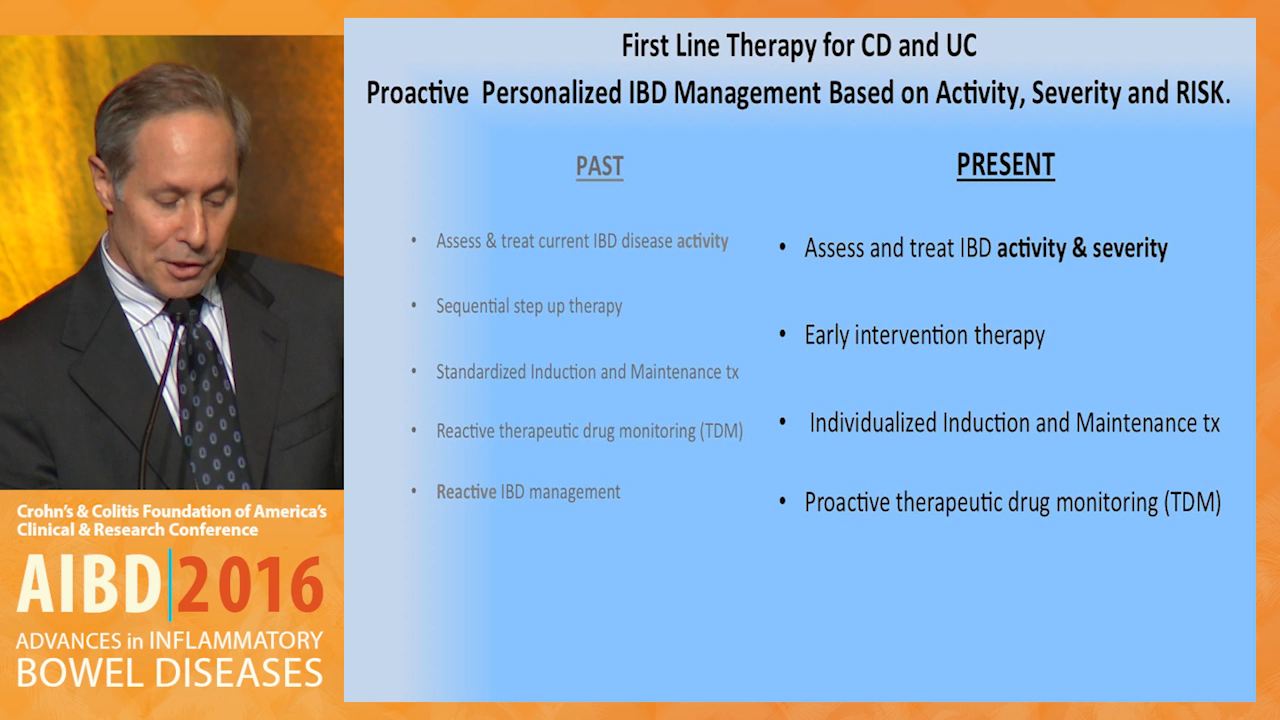 First Line Therapy for CD and UC
Proactive Personalized IBD Management Based on Activity, Severity and RISK.
PAST
• Assess & treat current IBD disease activity
• Sequential step up therapy
• Standardized Induction and Maintenance tx
• Reactive therapeutic drug monitoring (TDM)
• Reactive IBD management
PRESENT
• Assess and treat IBD activity & severity
• Early intervention therapy
• Individualized Induction and Maintenance tx
• Proactive therapeutic drug monitoring (TDM)
Crohn's & Colitis Foundation of America's
Clinical & Research Conference
AIBD|2016
ADVANCES in INFLAMMATORY
BOWEL DISEASES